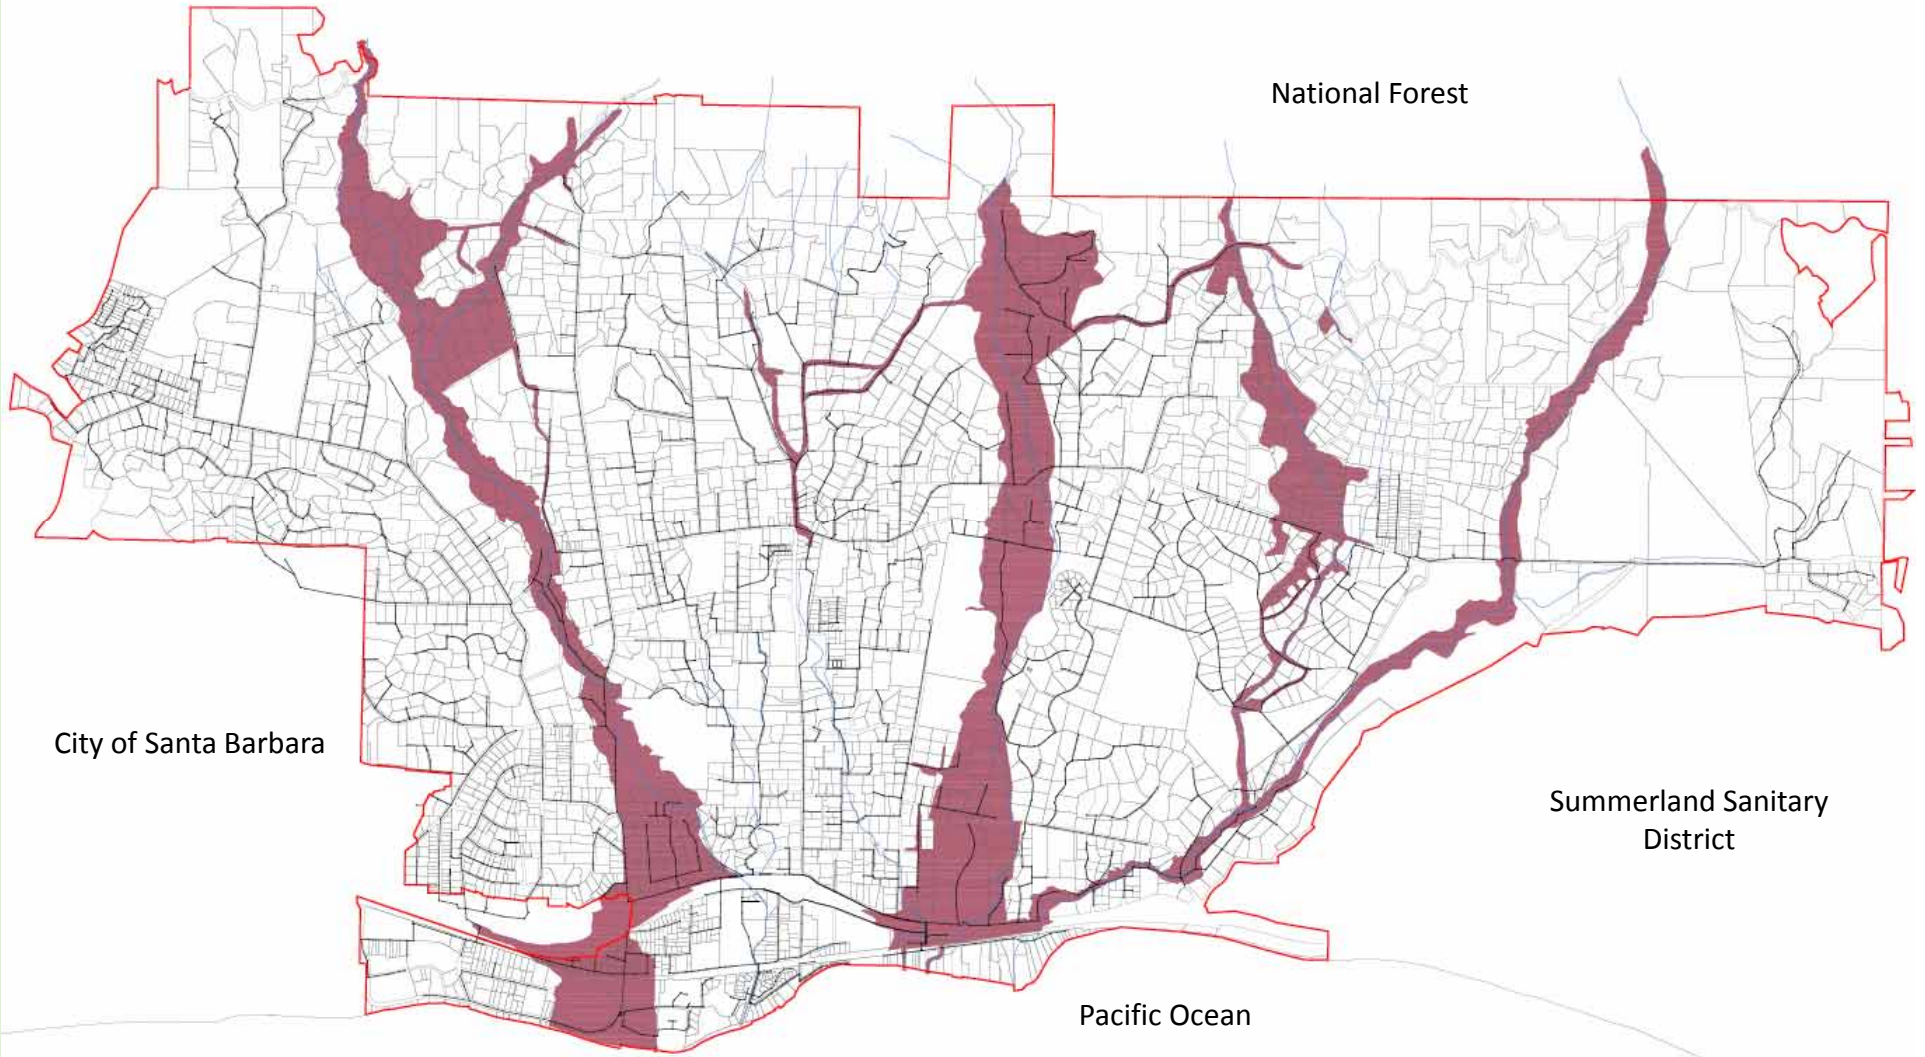 National Forest
City of Santa Barbara
Summerland Sanitary
District
Pacific Ocean